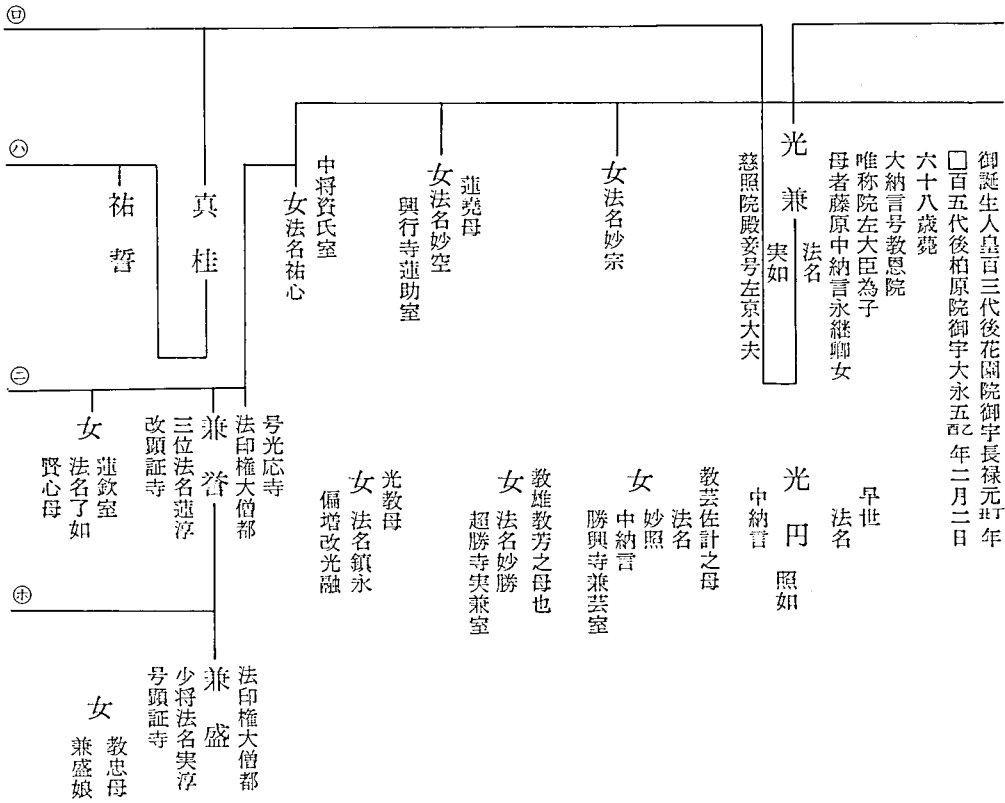 御誕生人皇百三代後花園院御宇長禄元丑丁年
□百五代後柏原院御宇大永五酉乙年二月二日
六十八歳薨
大納言号教恩院
唯称院左大臣為子
母者藤原中納言永継卿女
光兼
法名
実如
慈照院殿妾号左京大夫
女法名妙宗
蓮堯母
女法名妙空
興行寺蓮助室
中将資氏室
女法名祐心
真桂
祐誓
早世
法名
光円
照如
中納言
教芸佐計之母
法名
妙照
女
中納言
勝興寺兼芸室
教雄教芳之母也
女
法名妙勝
超勝寺実兼室
光教母
女
法名鎮永
偏増改光融
号光応寺
法印権大僧都
兼誉
三位法名蓮淳
改顕証寺
蓮欽室
女
法名了如
賢心母
法印権大僧都
兼盛
少将法名実淳
号顕証寺
教忠母
女
兼盛娘
ロ
ハ
ニ
ホ